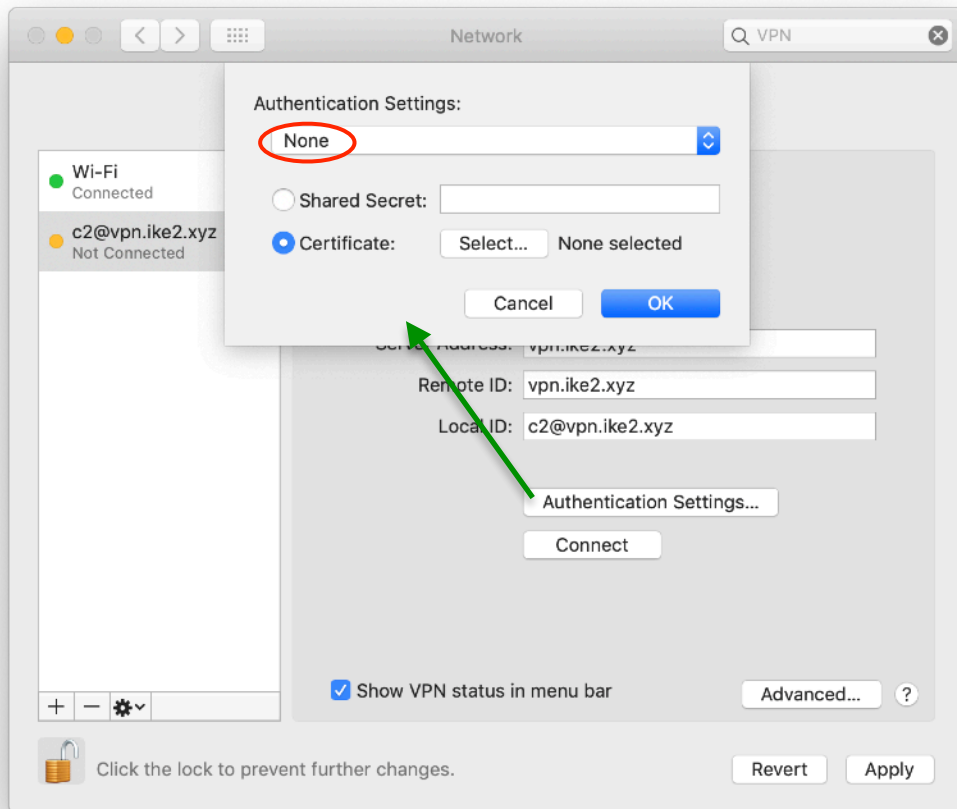 Network
VPN
Authentication Settings:
None
Shared Secret:
Certificate:
Select...
None selected
Cancel
OK
Wi-Fi
Connected
c2@vpn.ike2.xyz
Not Connected
Server Address:
vpn.ike2.xyz
Remote ID:
vpn.ike2.xyz
Local ID:
c2@vpn.ike2.xyz
Authentication Settings...
Connect
Show VPN status in menu bar
Advanced...
?
Click the lock to prevent further changes.
Revert
Apply